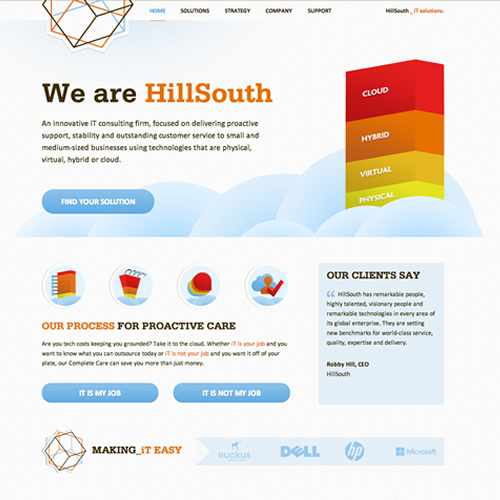 HOME SOLUTIONS STRATEGY COMPANY SUPPORT HillSouth _ iT solutions.
We are HillSouth
An innovative iT consulting firm, focused on delivering proactive
support, stability and outstanding customer service to small and
medium-sized businesses using technologies that are physical,
virtual, hybrid or cloud.
FIND YOUR SOLUTION
CLOUD
HYBRID
VIRTUAL
PHYSICAL
OUR PROCESS FOR PROACTIVE CARE
Are you tech costs keeping you grounded? Take it to the cloud. Whether iT is your job and you
want to know what you can outsource today or iT is not your job and you want it off of your
plate, our Complete Care can save you more than just money.
IT IS MY JOB
IT IS NOT MY JOB
OUR CLIENTS SAY
“ HillSouth has remarkable people,
highly talented, visionary people and
remarkable technologies in every area of
its global enterprise. They are setting
new benchmarks for world-class service,
quality, expertise and delivery.
Robby Hill, CEO
HillSouth
MAKING_iT EASY
RUCKUS
DELL
hp
Microsoft